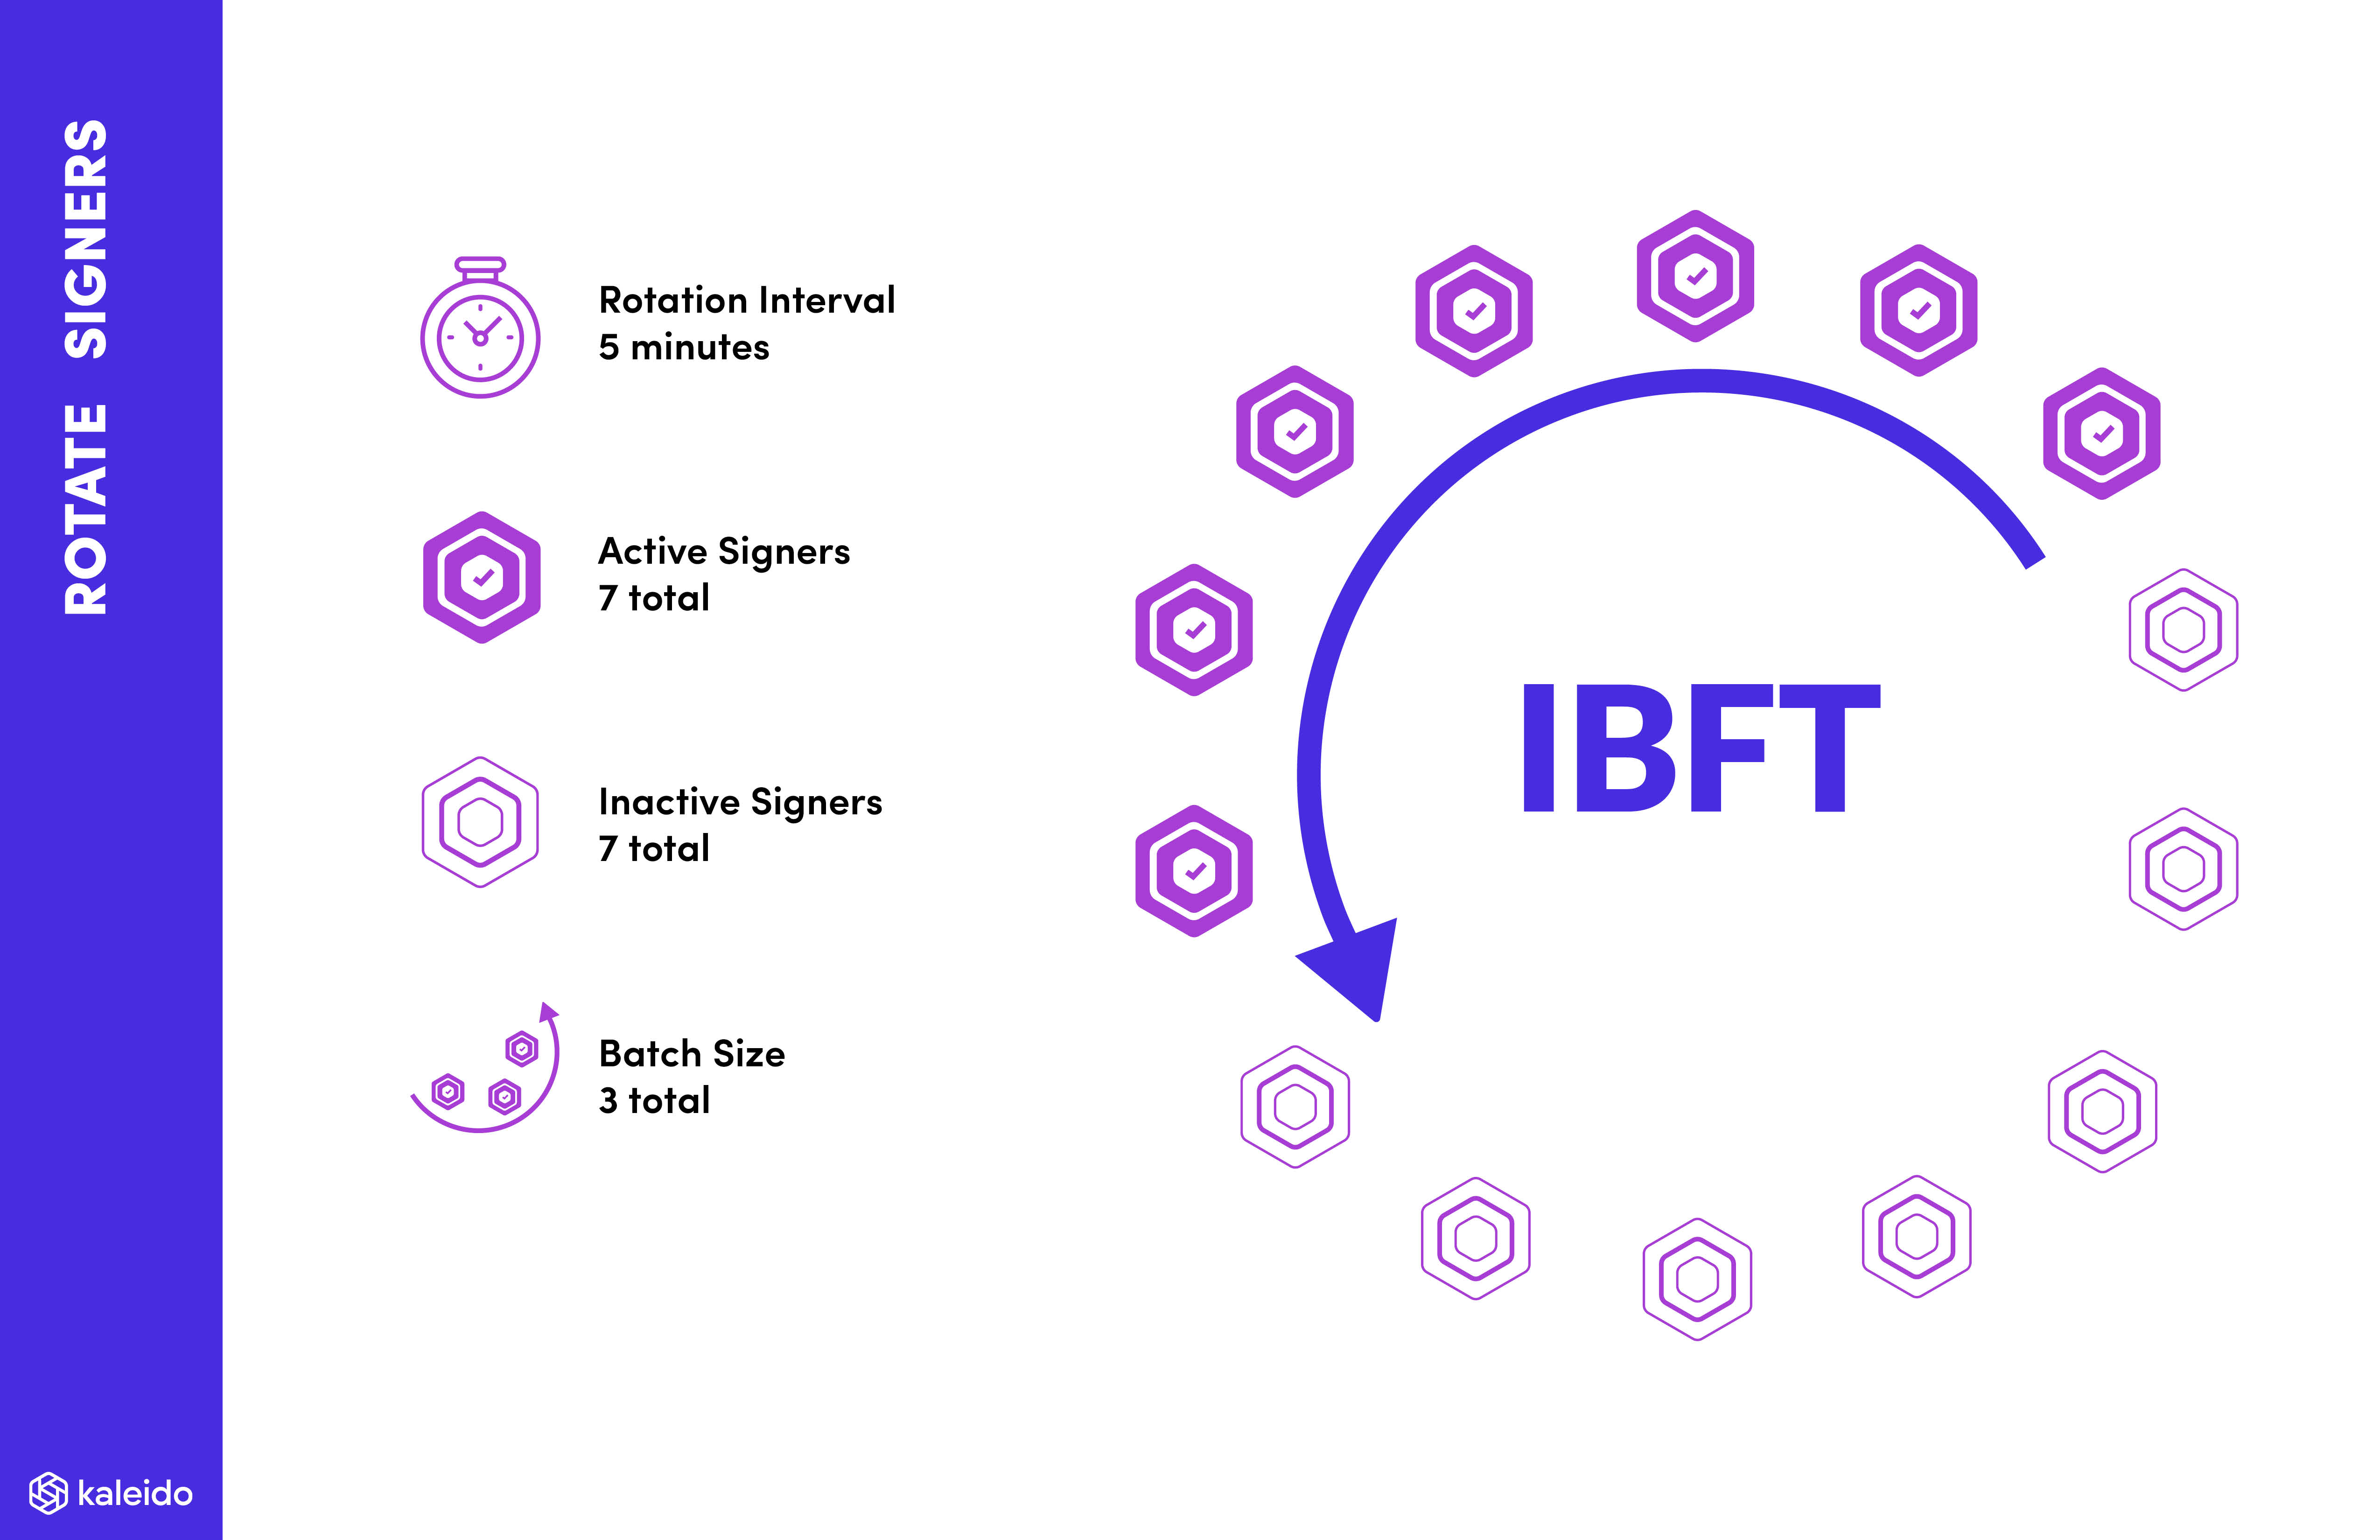 ROTATE SIGNERS
Rotation Interval
5 minutes
Active Signers
7 total
Inactive Signers
7 total
Batch Size
3 total
IBFT
kaleido